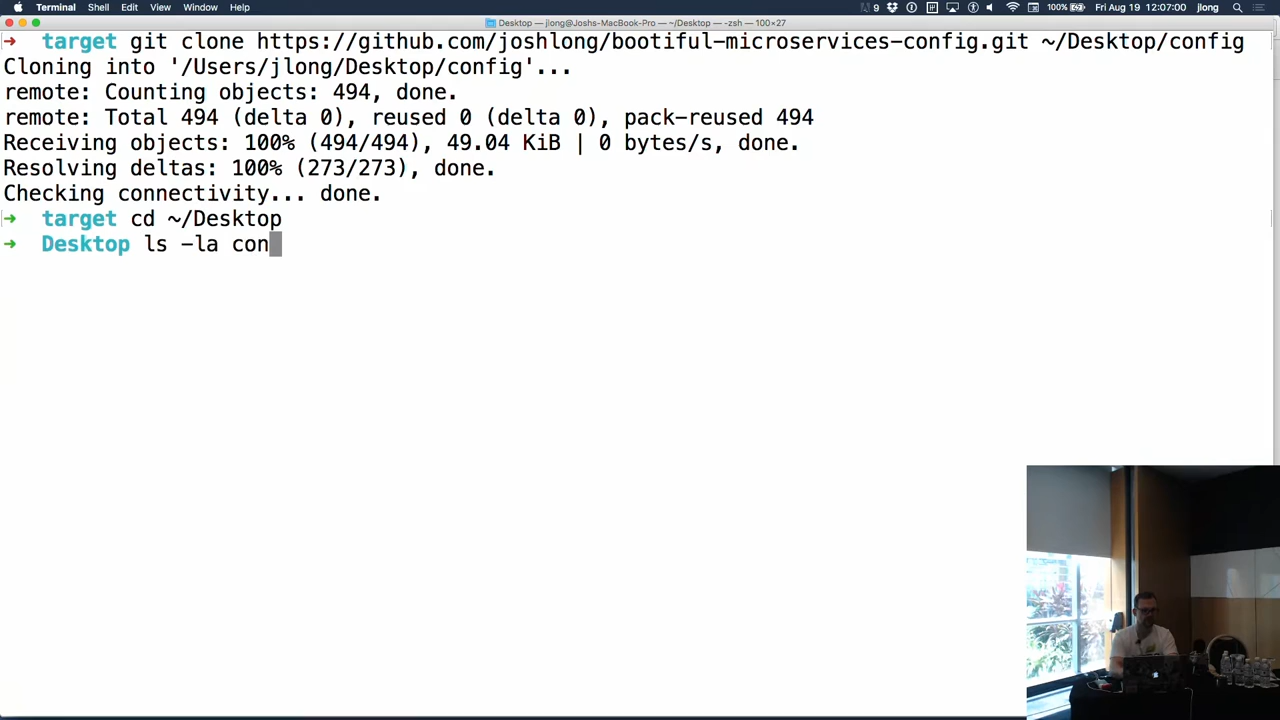 Terminal Shell Edit View Window Help 9 100% Fri Aug 19 12:07:00 jlong
Desktop — jlong@Joshs-MacBook-Pro — ~/Desktop — -zsh — 100×27
➜ target git clone https://github.com/joshlong/bootiful-microservices-config.git ~/Desktop/config
Cloning into '/Users/jlong/Desktop/config'...
remote: Counting objects: 494, done.
remote: Total 494 (delta 0), reused 0 (delta 0), pack-reused 494
Receiving objects: 100% (494/494), 49.04 KiB | 0 bytes/s, done.
Resolving deltas: 100% (273/273), done.
Checking connectivity... done.
➜ target cd ~/Desktop
➜ Desktop ls -la con